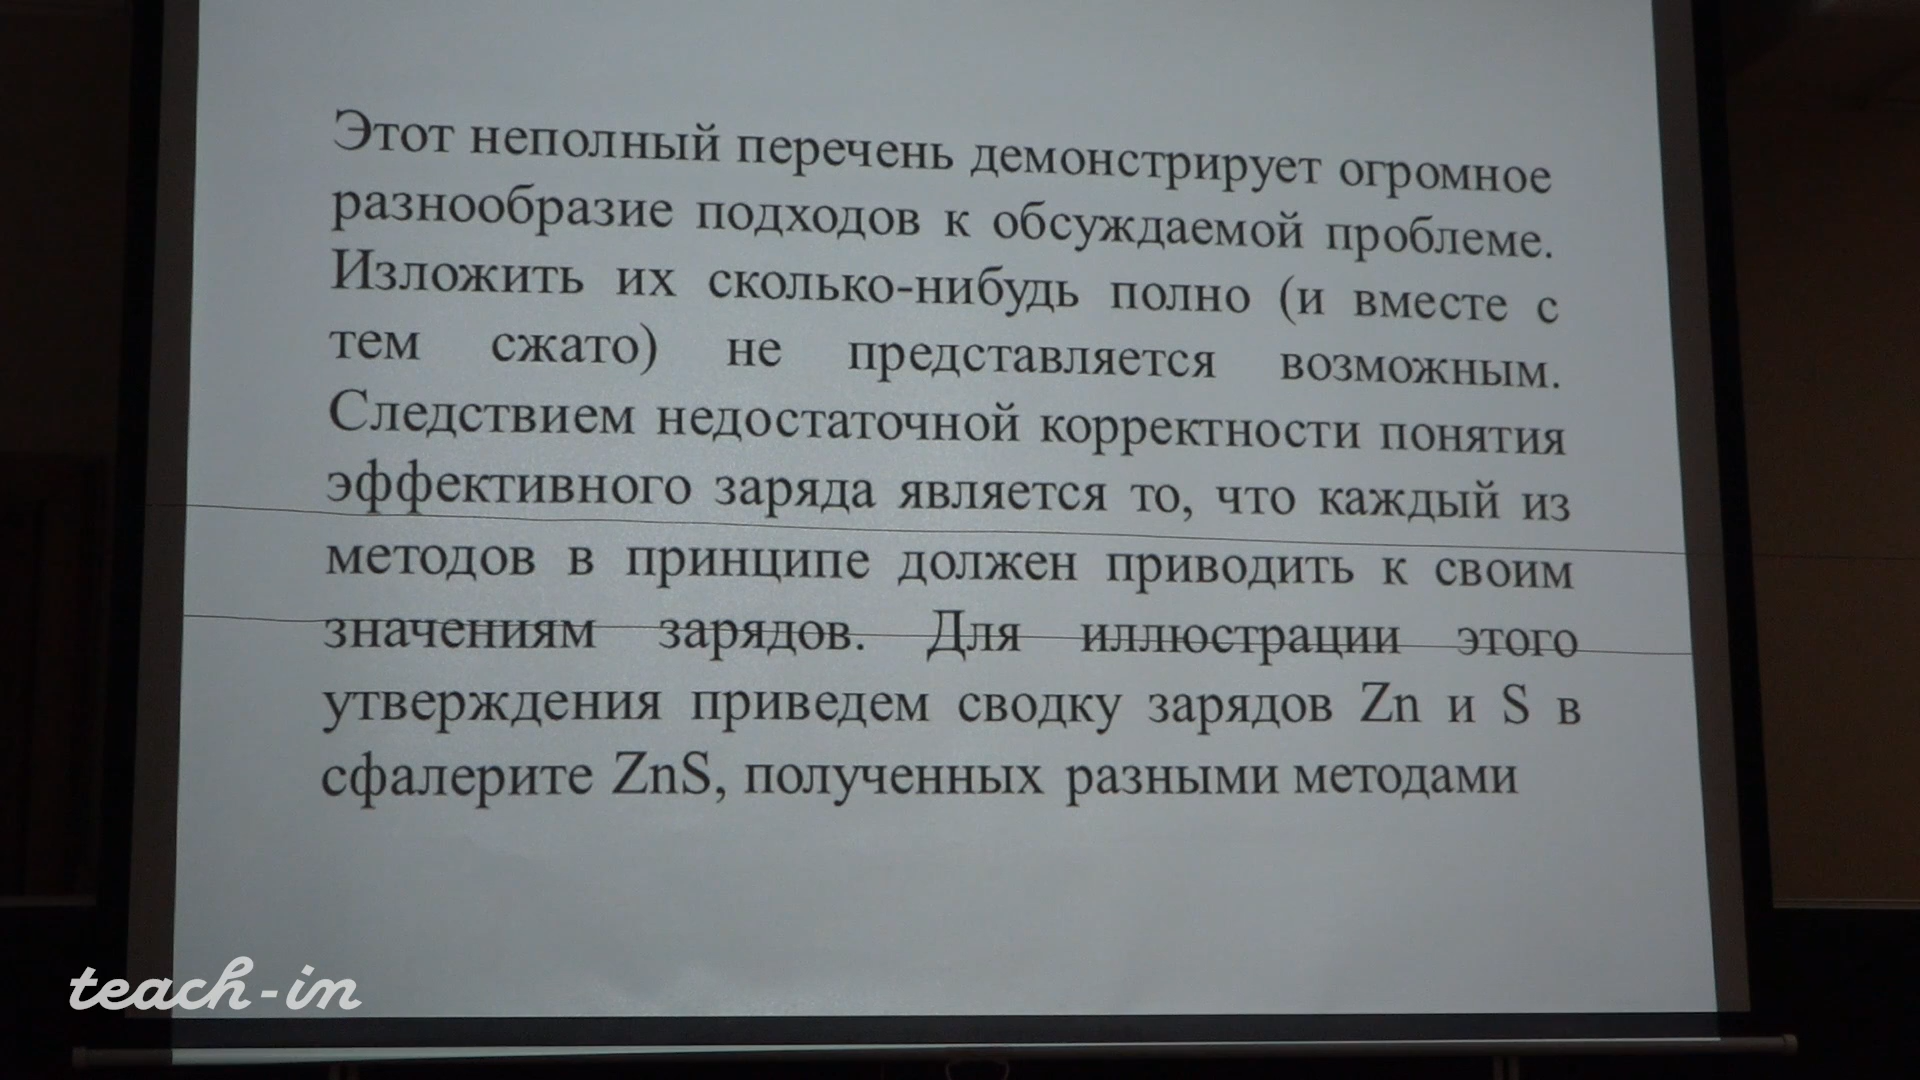 Этот неполный перечень демонстрирует огромное
разнообразие подходов к обсуждаемой проблеме.
Изложить их сколько-нибудь полно (и вместе с
тем сжато) не представляется возможным.
Следствием недостаточной корректности понятия
эффективного заряда является то, что каждый из
методов в принципе должен приводить к своим
значениям зарядов. Для иллюстрации этого
утверждения приведем сводку зарядов Zn и S в
сфалерите ZnS, полученных разными методами
teach-in